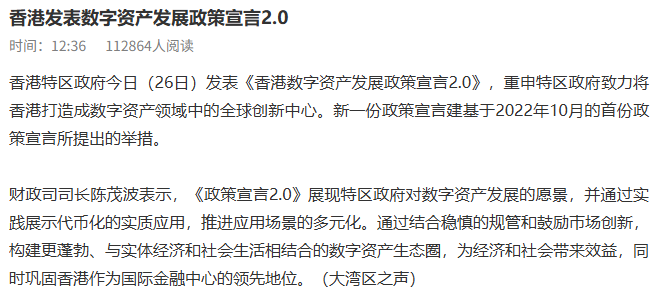 香港发表数字资产发展政策宣言2.0
时间：12:36 112864人阅读
香港特区政府今日（26日）发表《香港数字资产发展政策宣言2.0》，重申特区政府致力将
香港打造成数字资产领域中的全球创新中心。新一份政策宣言建基于2022年10月的首份政
策宣言所提出的举措。
财政司司长陈茂波表示，《政策宣言2.0》展现特区政府对数字资产发展的愿景，并通过实
践展示代币化的实质应用，推进应用场景的多元化。通过结合稳慎的规管和鼓励市场创新，
构建更蓬勃、与实体经济和社会生活相结合的数字资产生态圈，为经济和社会带来效益，同
时巩固香港作为国际金融中心的领先地位。（大湾区之声）